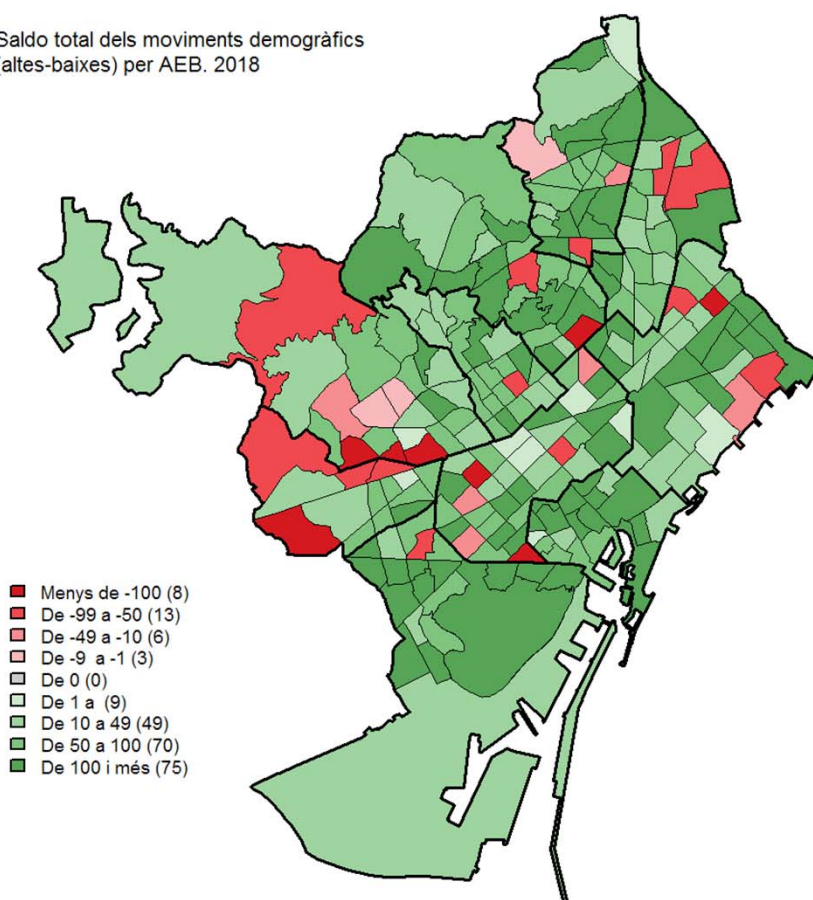 Saldo total dels moviments demogràfics
(altes-baixes) per AEB. 2018
Menys de -100 (8)
De -99 a -50 (13)
De -49 a -10 (6)
De -9 a -1 (3)
De 0 (0)
De 1 a (9)
De 10 a 49 (49)
De 50 a 100 (70)
De 100 i més (75)